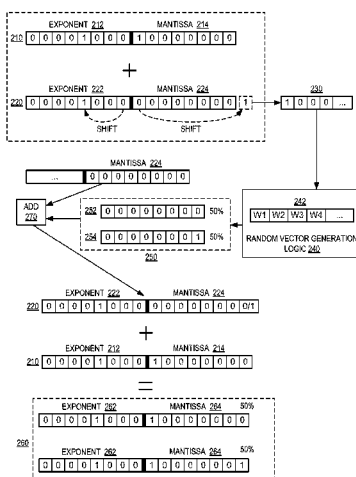 EXPONENT 212 MANTISSA 214
210 0 0 0 0 1 0 0 0 1 0 0 0 0 0 0 0
+
EXPONENT 222 MANTISSA 224
220 0 0 0 0 1 0 0 0 0 0 0 0 0 0 0 0 1
SHIFT SHIFT
230
1 0 0 0 ...
MANTISSA 224
... 0 0 0 0 0 0 0 0
ADD
270
252 0 0 0 0 0 0 0 0 50%
254 0 0 0 0 0 0 0 1 50%
250
242
W1 W2 W3 W4 ...
RANDOM VECTOR GENERATION
LOGIC 240
EXPONENT 222 MANTISSA 224
220 0 0 0 0 1 0 0 0 0 0 0 0 0 0 0 0/1
+
EXPONENT 212 MANTISSA 214
210 0 0 0 0 1 0 0 0 1 0 0 0 0 0 0 0
=
260
EXPONENT 262 MANTISSA 264 50%
0 0 0 0 1 0 0 0 1 0 0 0 0 0 0 0
EXPONENT 262 MANTISSA 264 50%
0 0 0 0 1 0 0 0 1 0 0 0 0 0 0 1